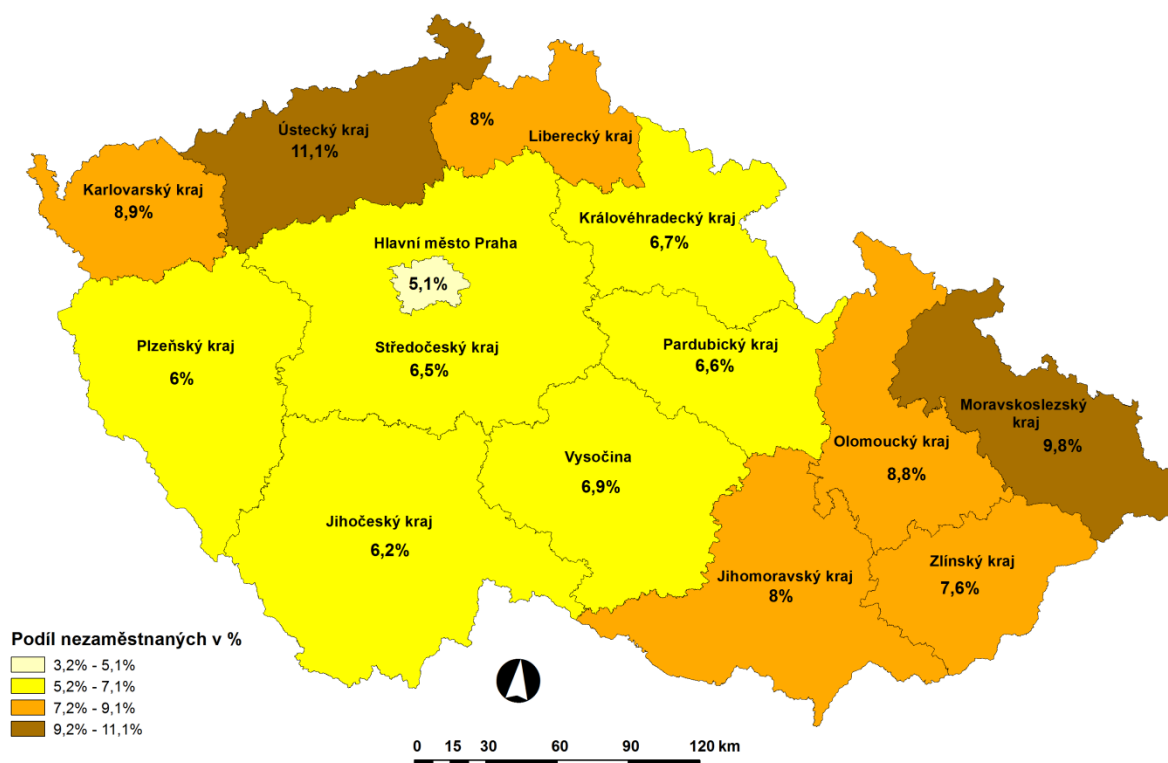 Ústecký kraj
11,1%
8%
Liberecký kraj
Karlovarský kraj
8,9%
Královéhradecký kraj
6,7%
Hlavní město Praha
5,1%
Plzeňský kraj
6%
Středočeský kraj
6,5%
Pardubický kraj
6,6%
Moravskoslezský
kraj
9,8%
Olomoucký kraj
8,8%
Vysočina
6,9%
Jihočeský kraj
6,2%
Jihomoravský kraj
8%
Zlínský kraj
7,6%
Podíl nezaměstnaných v %
3,2% - 5,1%
5,2% - 7,1%
7,2% - 9,1%
9,2% - 11,1%
0 15 30 60 90 120 km